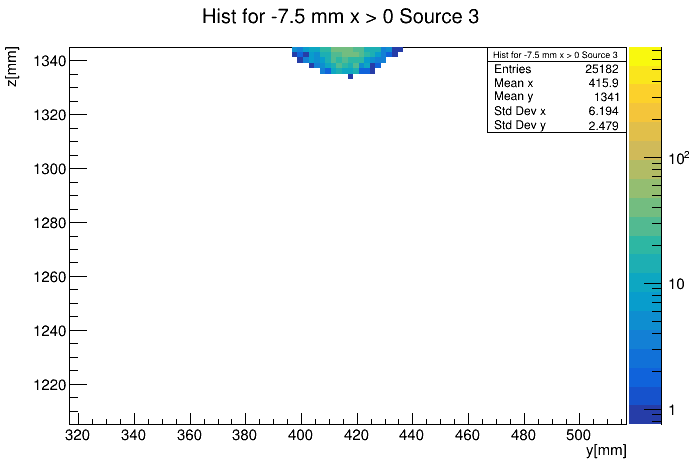 Hist for -7.5 mm x > 0 Source 3
z[mm]
1340
1320
1300
1280
1260
1240
1220
320 340 360 380 400 420 440 460 480 500
y[mm]
Hist for -7.5 mm x > 0 Source 3
Entries 25182
Mean x 415.9
Mean y 1341
Std Dev x 6.194
Std Dev y 2.479
10²
10
1